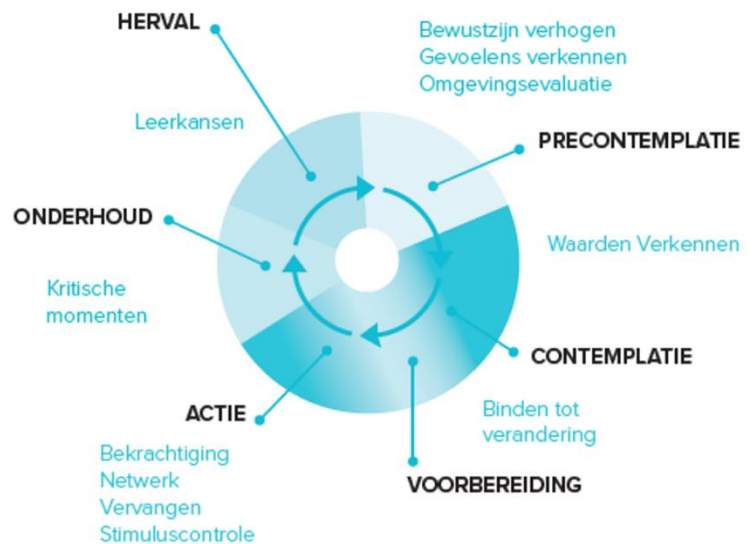 HERVAL
Bewustzijn verhogen
Gevoelens verkennen
Omgevingsevaluatie
Leerkansen
PRECONTEMPLATIE
ONDERHOUD
Waarden Verkennen
Kritische
momenten
CONTEMPLATIE
Binden tot
verandering
ACTIE
Bekrachtiging
Netwerk
Vervangen
Stimuluscontrole
VOORBEREIDING